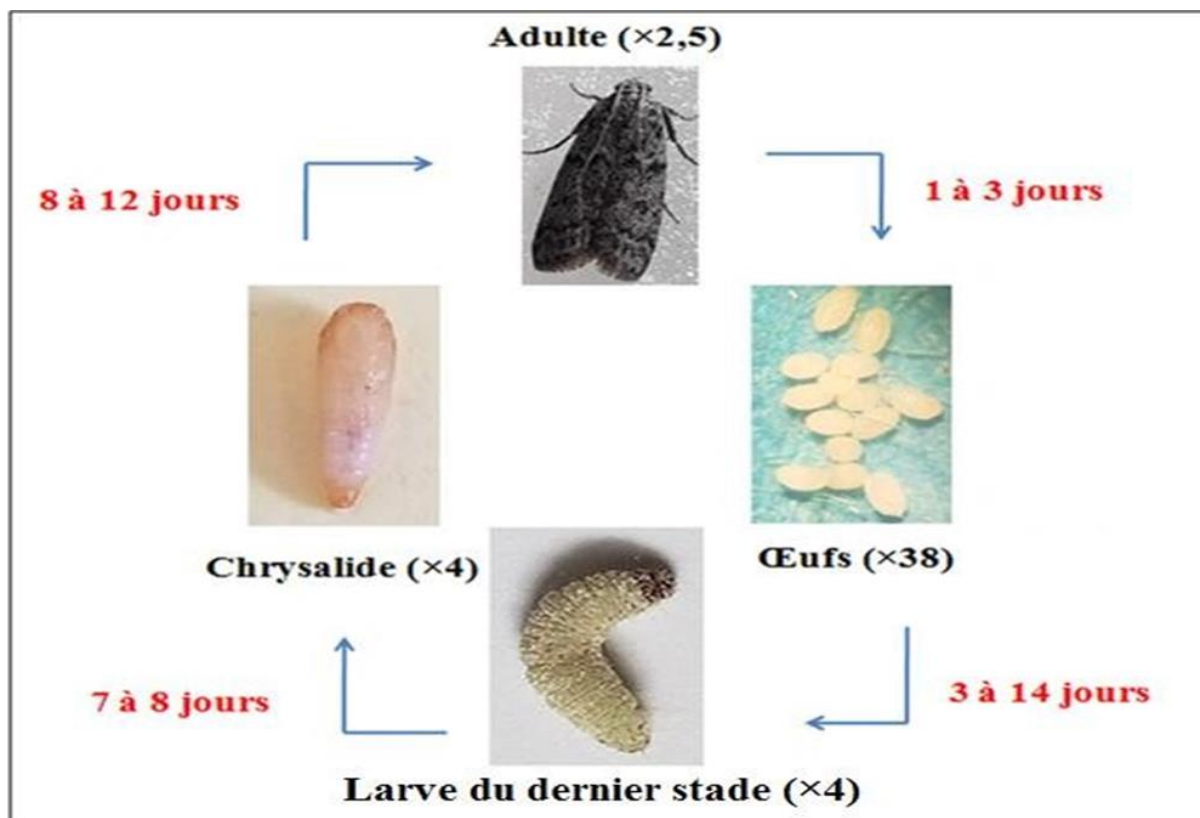 Adulte (×2,5)
8 à 12 jours
1 à 3 jours
Chrysalide (×4)
Œufs (×38)
7 à 8 jours
3 à 14 jours
Larve du dernier stade (×4)